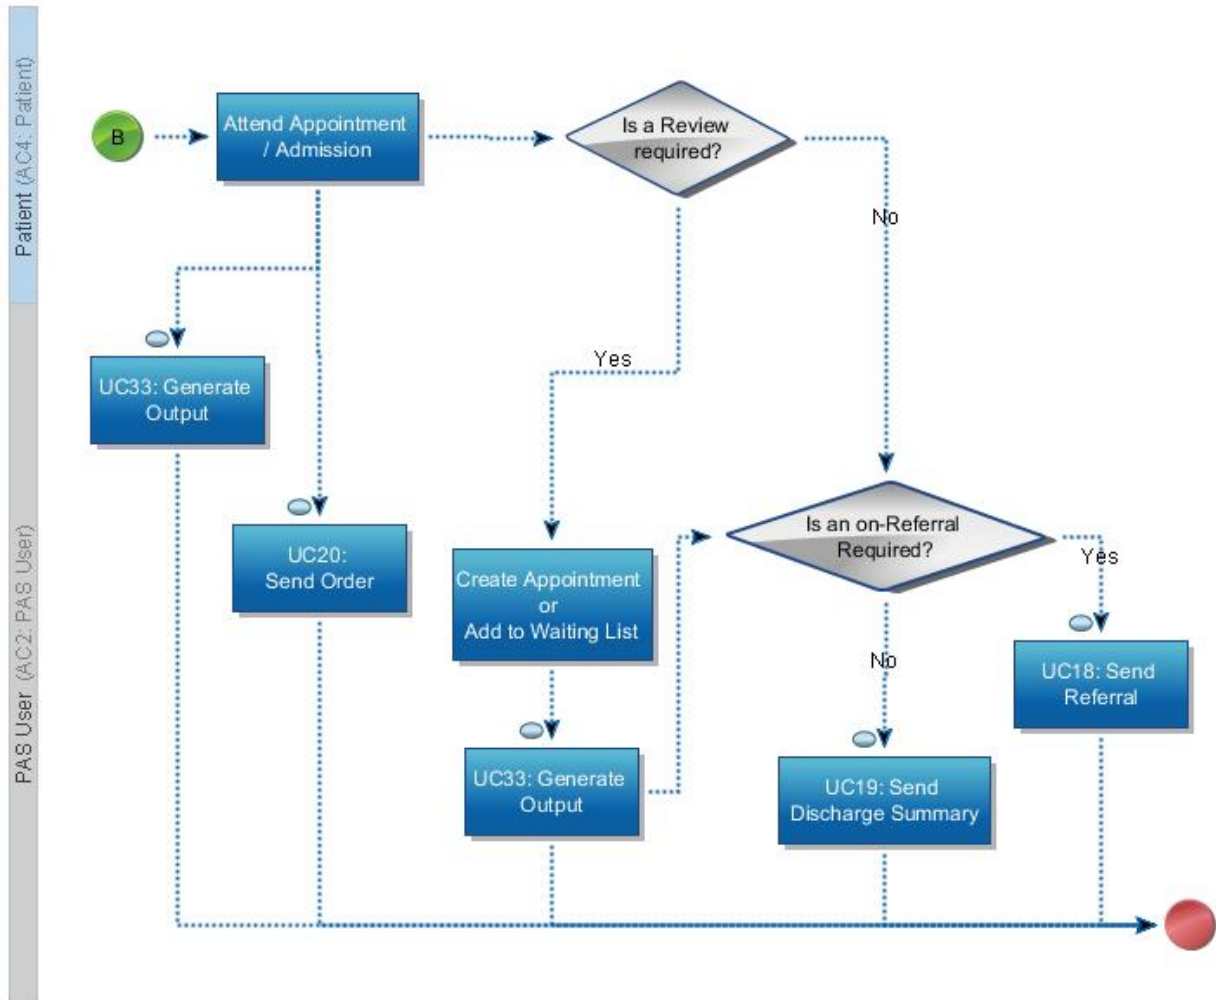 Patient (AC4: Patient)
B
Attend Appointment
/ Admission
Is a Review
required?
No
Yes
UC33: Generate
Output
UC20:
Send Order
Create Appointment
or
Add to Waiting List
Is an on-Referral
Required?
Yes
No
UC18: Send
Referral
UC33: Generate
Output
UC19: Send
Discharge Summary
PAS User (AC2: PAS User)